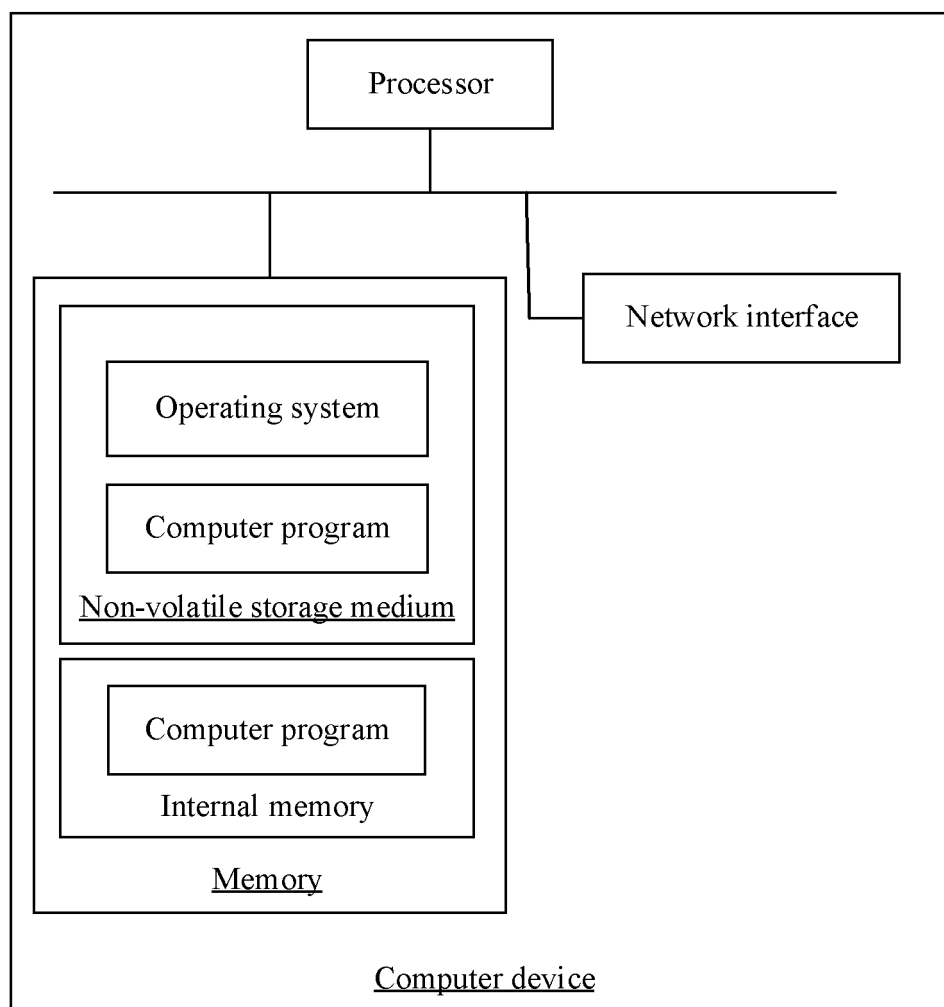 Processor
Network interface
Operating system
Computer program
Non-volatile storage medium
Computer program
Internal memory
Memory
Computer device